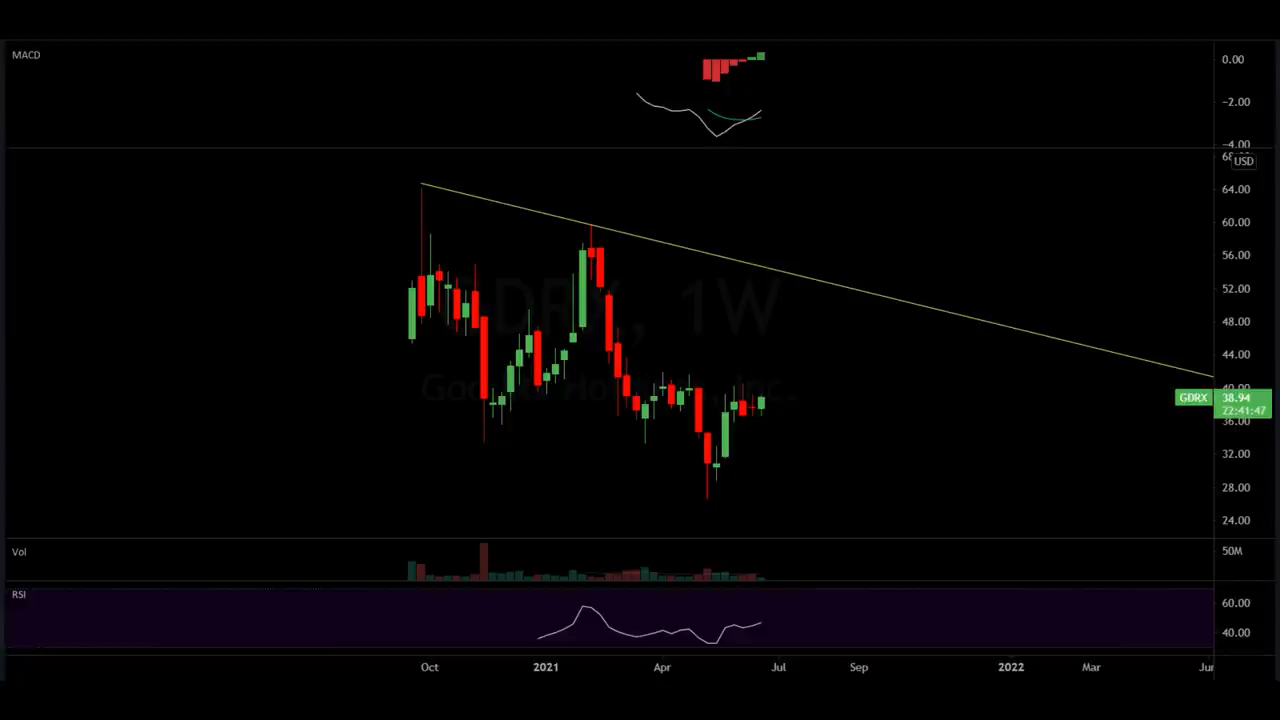 MACD
0.00
−2.00
−4.00
USD
64.00
60.00
56.00
52.00
48.00
44.00
40.00
GDRX 38.94
22:41:47
36.00
32.00
28.00
24.00
, 1W
Vol
50M
RSI
60.00
40.00
Oct 2021 Apr Jul Sep 2022 Mar